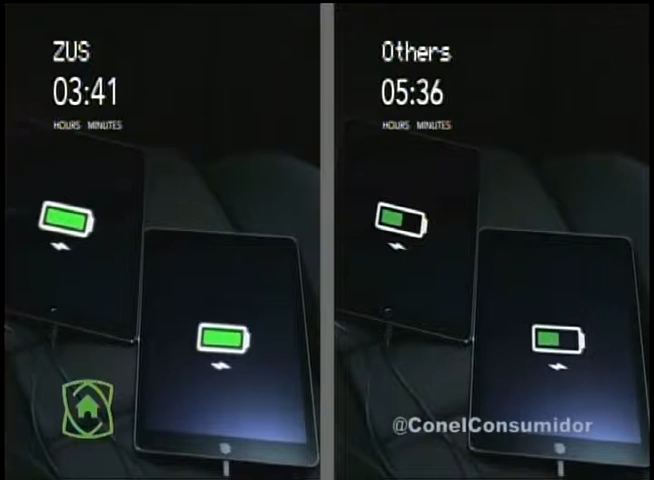 ZUS
03:41
HOURS MINUTES
Others
05:36
HOURS MINUTES
@ConelConsumidor